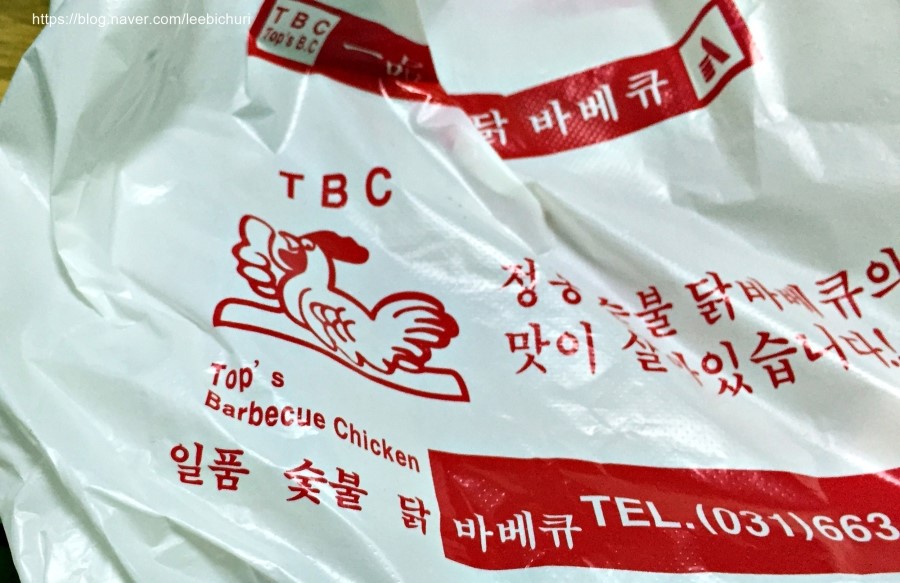 https://blog.naver.com/leebichuri
TBC
Top's B.C
닭 바베큐
TBC
숯불 닭바베큐의
맛이 살아있습니다!
Top's
Barbecue Chicken
일품 숯불 닭 바베큐 TEL.(031)663